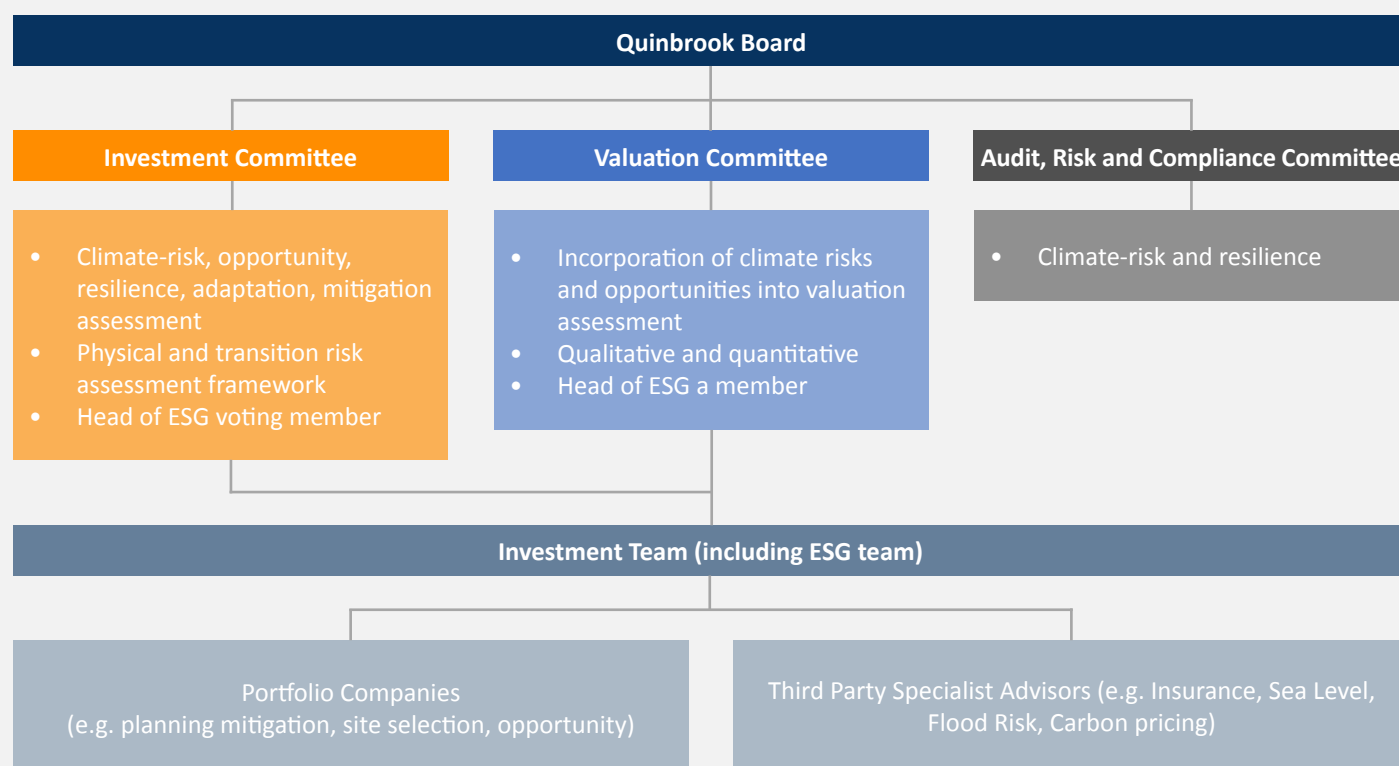 Quinbrook Board
Investment Committee
• Climate-risk, opportunity,
resilience, adaptation, mitigation
assessment
• Physical and transition risk
assessment framework
• Head of ESG voting member
Valuation Committee
• Incorporation of climate risks
and opportunities into valuation
assessment
• Qualitative and quantitative
• Head of ESG a member
Audit, Risk and Compliance Committee
• Climate-risk and resilience
Investment Team (including ESG team)
Portfolio Companies
(e.g. planning mitigation, site selection, opportunity)
Third Party Specialist Advisors (e.g. Insurance, Sea Level,
Flood Risk, Carbon pricing)